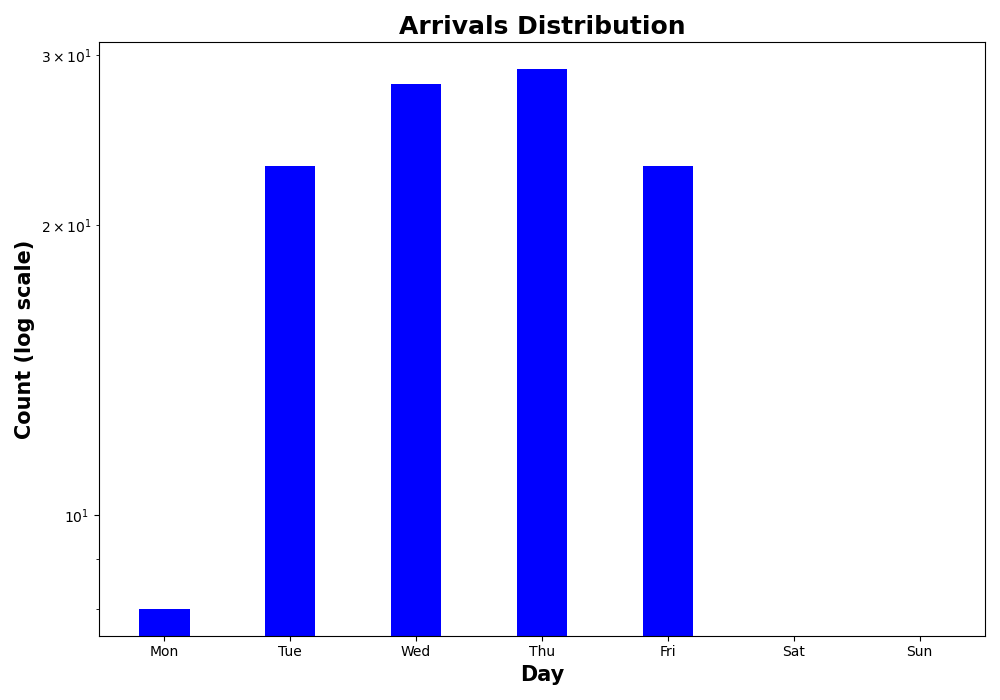 Arrivals Distribution
3 × 10¹
2 × 10¹
10¹
Count (log scale)
Mon Tue Wed Thu Fri Sat Sun
Day